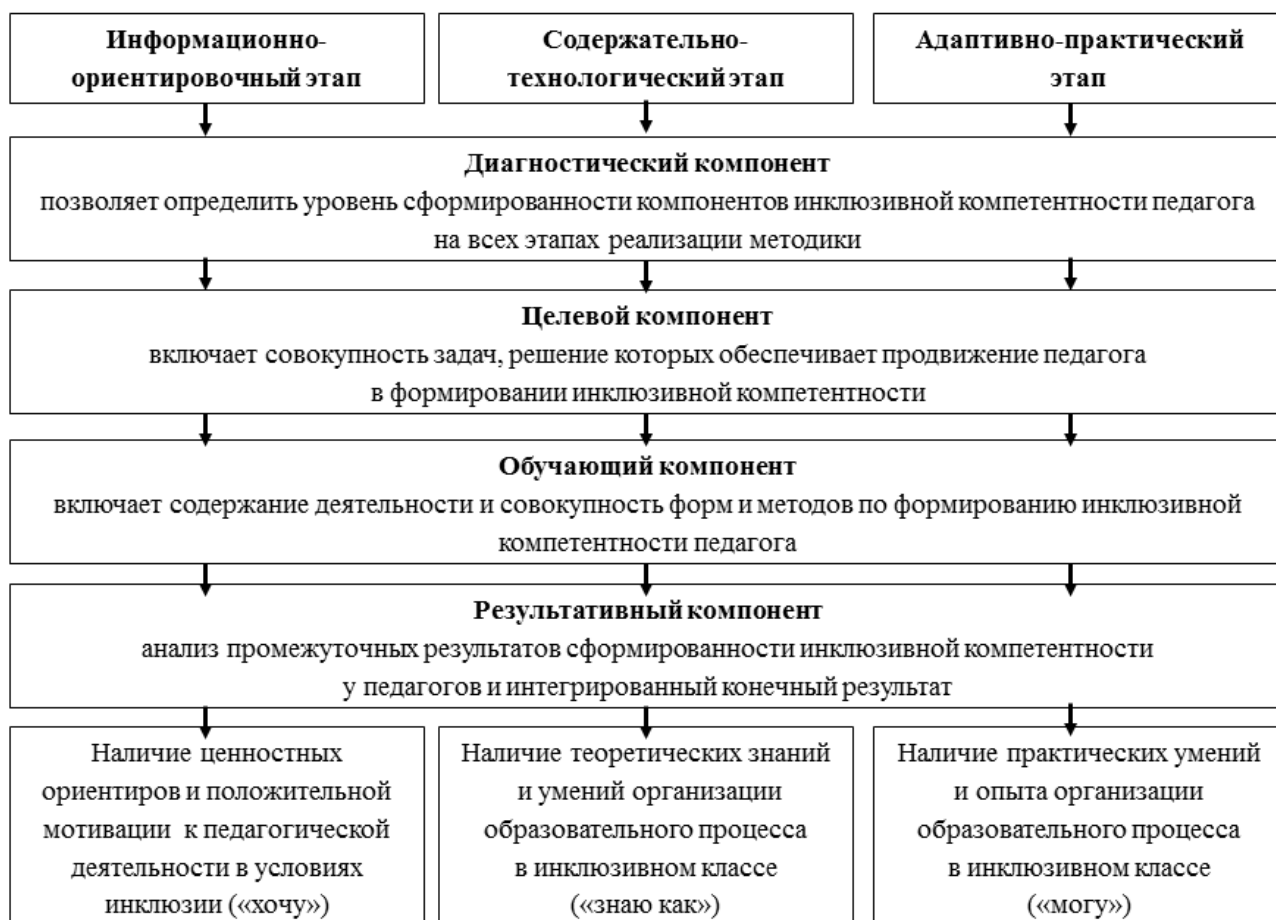 Информационно-
ориентировочный этап
Содержательно-
технологический этап
Адаптивно-практический
этап
Диагностический компонент
позволяет определить уровень сформированности компонентов инклюзивной компетентности педагога
на всех этапах реализации методики
Целевой компонент
включает совокупность задач, решение которых обеспечивает продвижение педагога
в формировании инклюзивной компетентности
Обучающий компонент
включает содержание деятельности и совокупность форм и методов по формированию инклюзивной
компетентности педагога
Результативный компонент
анализ промежуточных результатов сформированности инклюзивной компетентности
у педагогов и интегрированный конечный результат
Наличие ценностных
ориентиров и положительной
мотивации к педагогической
деятельности в условиях
инклюзии («хочу»)
Наличие теоретических знаний
и умений организации
образовательного процесса
в инклюзивном классе
(«знаю как»)
Наличие практических умений
и опыта организации
образовательного процесса
в инклюзивном классе
(«могу»)